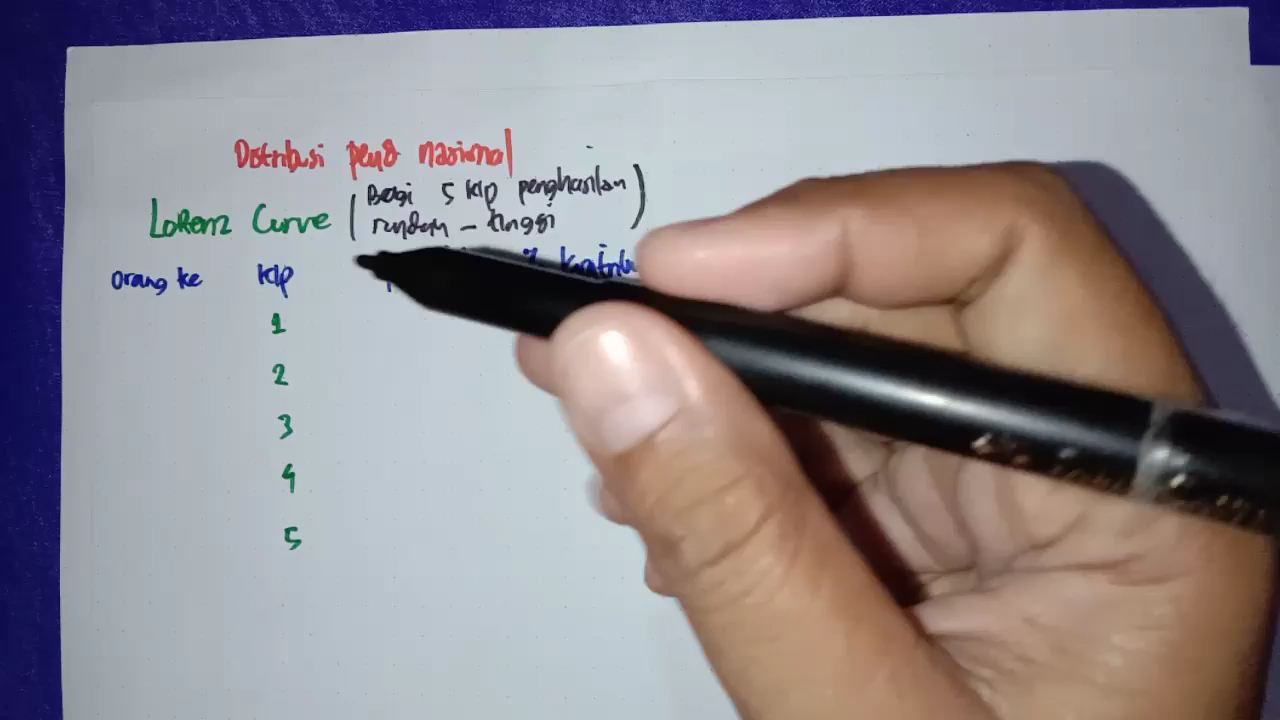 Distribusi pend nasional
Lorenz Curve ( Bagi 5 Klp penghasilan
rendah - tinggi )
Orang ke Klp %
1
2
3
4
5